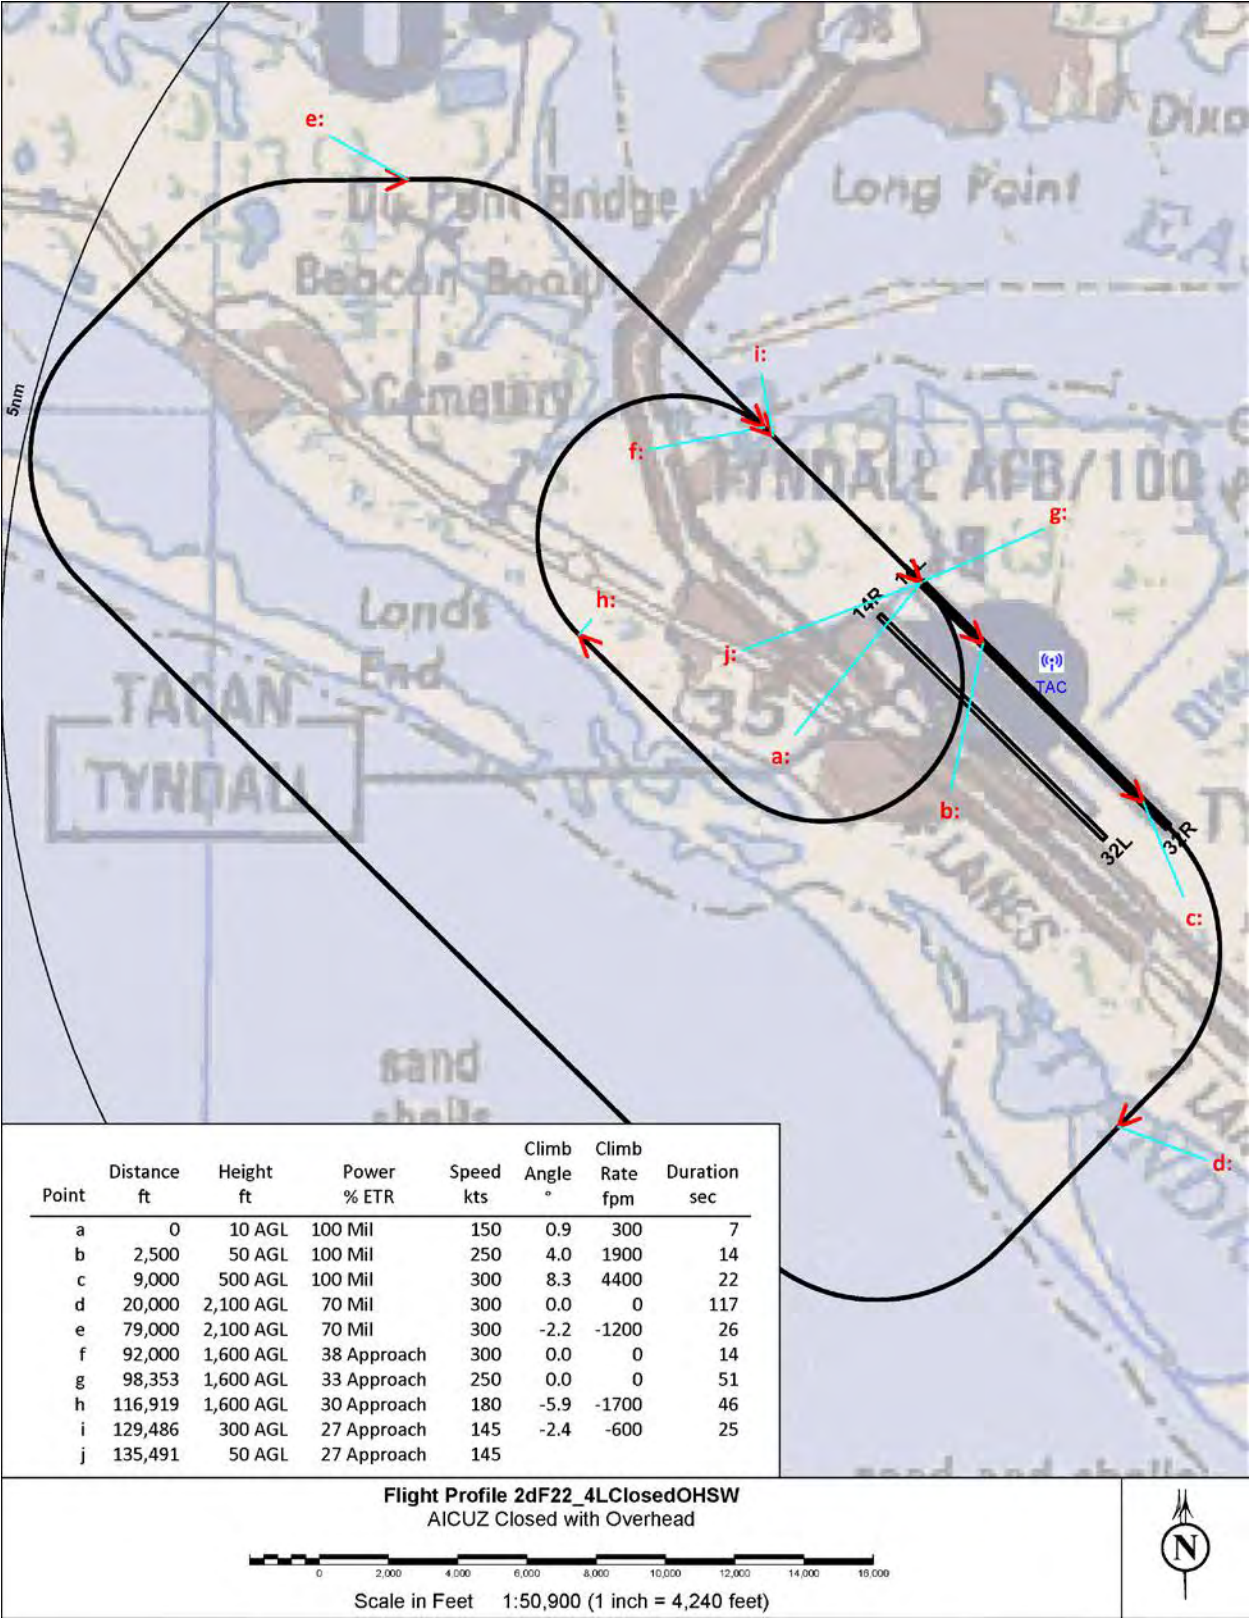 e:
Dixo
Long Point
EA
Du Pont Bridge
Beacon
5nm
i:
Cemetery
f:
TYNDALL AFB/100
g:
h:
14R
Lands
End
j:
TAC
TACAN
35
a:
TYNDALL
b:
32R
32L
LANES
c:
sand
shells
d:
Point Distance ft Height ft Power % ETR Speed kts Climb Angle ° Climb Rate fpm Duration sec
a 0 10 AGL 100 Mil 150 0.9 300 7
b 2,500 50 AGL 100 Mil 250 4.0 1900 14
c 9,000 500 AGL 100 Mil 300 8.3 4400 22
d 20,000 2,100 AGL 70 Mil 300 0.0 0 117
e 79,000 2,100 AGL 70 Mil 300 -2.2 -1200 26
f 92,000 1,600 AGL 38 Approach 300 0.0 0 14
g 98,353 1,600 AGL 33 Approach 250 0.0 0 51
h 116,919 1,600 AGL 30 Approach 180 -5.9 -1700 46
i 129,486 300 AGL 27 Approach 145 -2.4 -600 25
j 135,491 50 AGL 27 Approach 145
Flight Profile 2dF22_4LClosedOHSW
AICUZ Closed with Overhead
0 2,000 4,000 6,000 8,000 10,000 12,000 14,000 16,000
Scale in Feet 1:50,900 (1 inch = 4,240 feet)
N